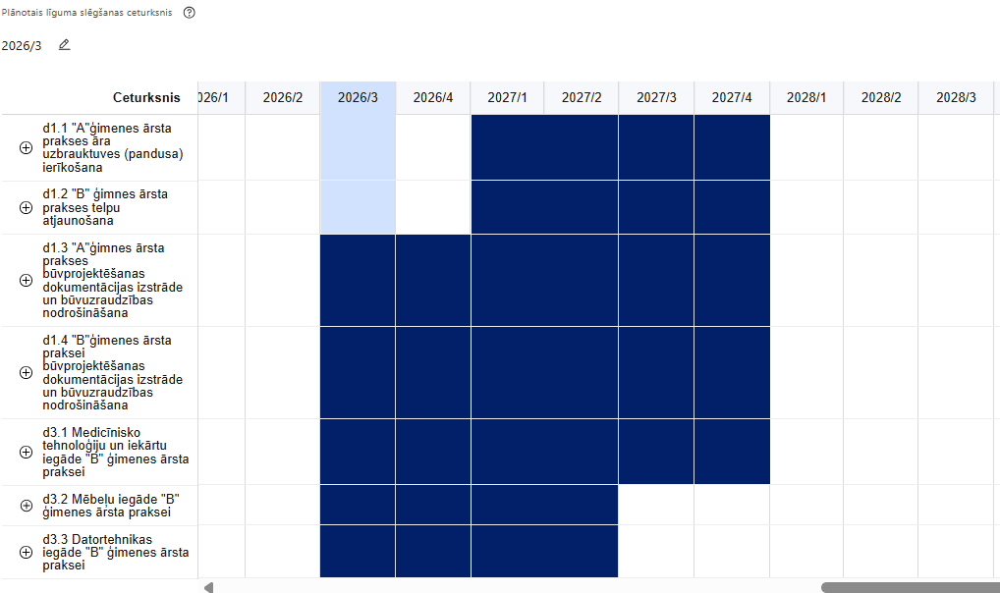 Plānotais līguma slēgšanas ceturksnis
2026/3
Ceturksnis 026/1 2026/2 2026/3 2026/4 2027/1 2027/2 2027/3 2027/4 2028/1 2028/2 2028/3
d1.1 "A"ģimenes ārsta
prakses āra
uzbrauktuves (pandusa)
ierīkošana
d1.2 "B" ģimnes ārsta
prakses telpu
atjaunošana
d1.3 "A"ģimnes ārsta
prakses
būvprojektēšanas
dokumentācijas izstrāde
un būvuzraudzības
nodrošināšana
d1.4 "B"ģimenes ārsta
praksei
būvprojektēšanas
dokumentācijas izstrāde
un būvuzraudzības
nodrošināšana
d3.1 Medicīnisko
tehnoloģiju un iekārtu
iegāde "B" ģimenes ārsta
praksei
d3.2 Mēbeļu iegāde "B"
ģimenes ārsta praksei
d3.3 Datortehnikas
iegāde "B" ģimenes ārsta
praksei